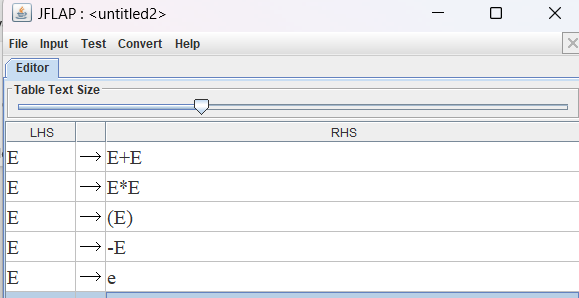 JFLAP : <untitled2>
File Input Test Convert Help
Editor
Table Text Size
LHS RHS
E → E+E
E → E*E
E → (E)
E → -E
E → e